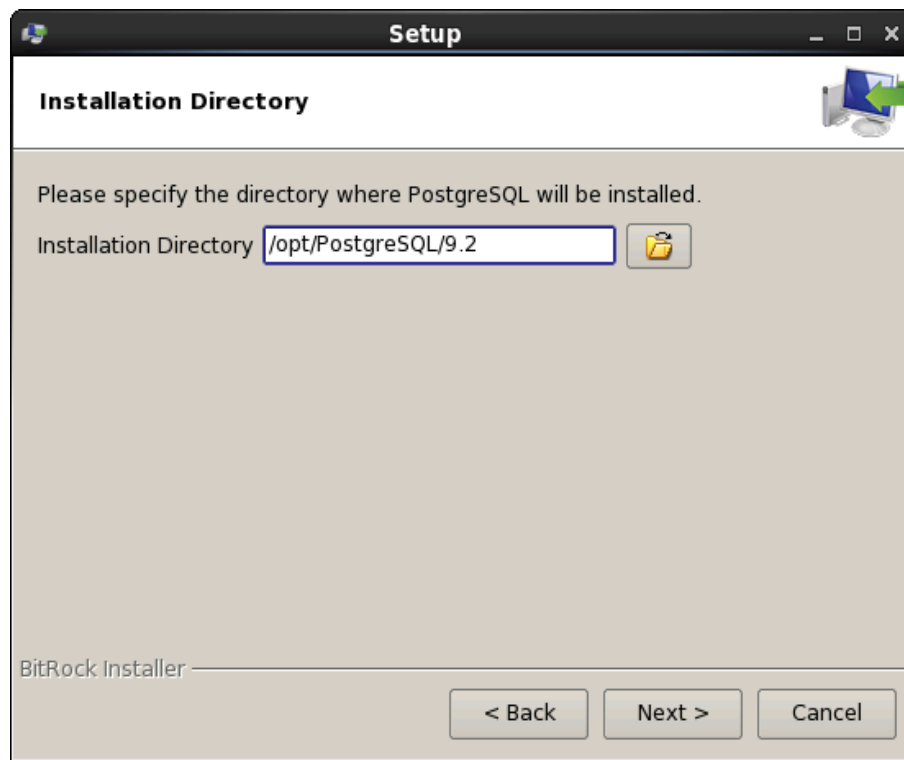 Setup
Installation Directory
Please specify the directory where PostgreSQL will be installed.
Installation Directory /opt/PostgreSQL/9.2
BitRock Installer
< Back Next > Cancel